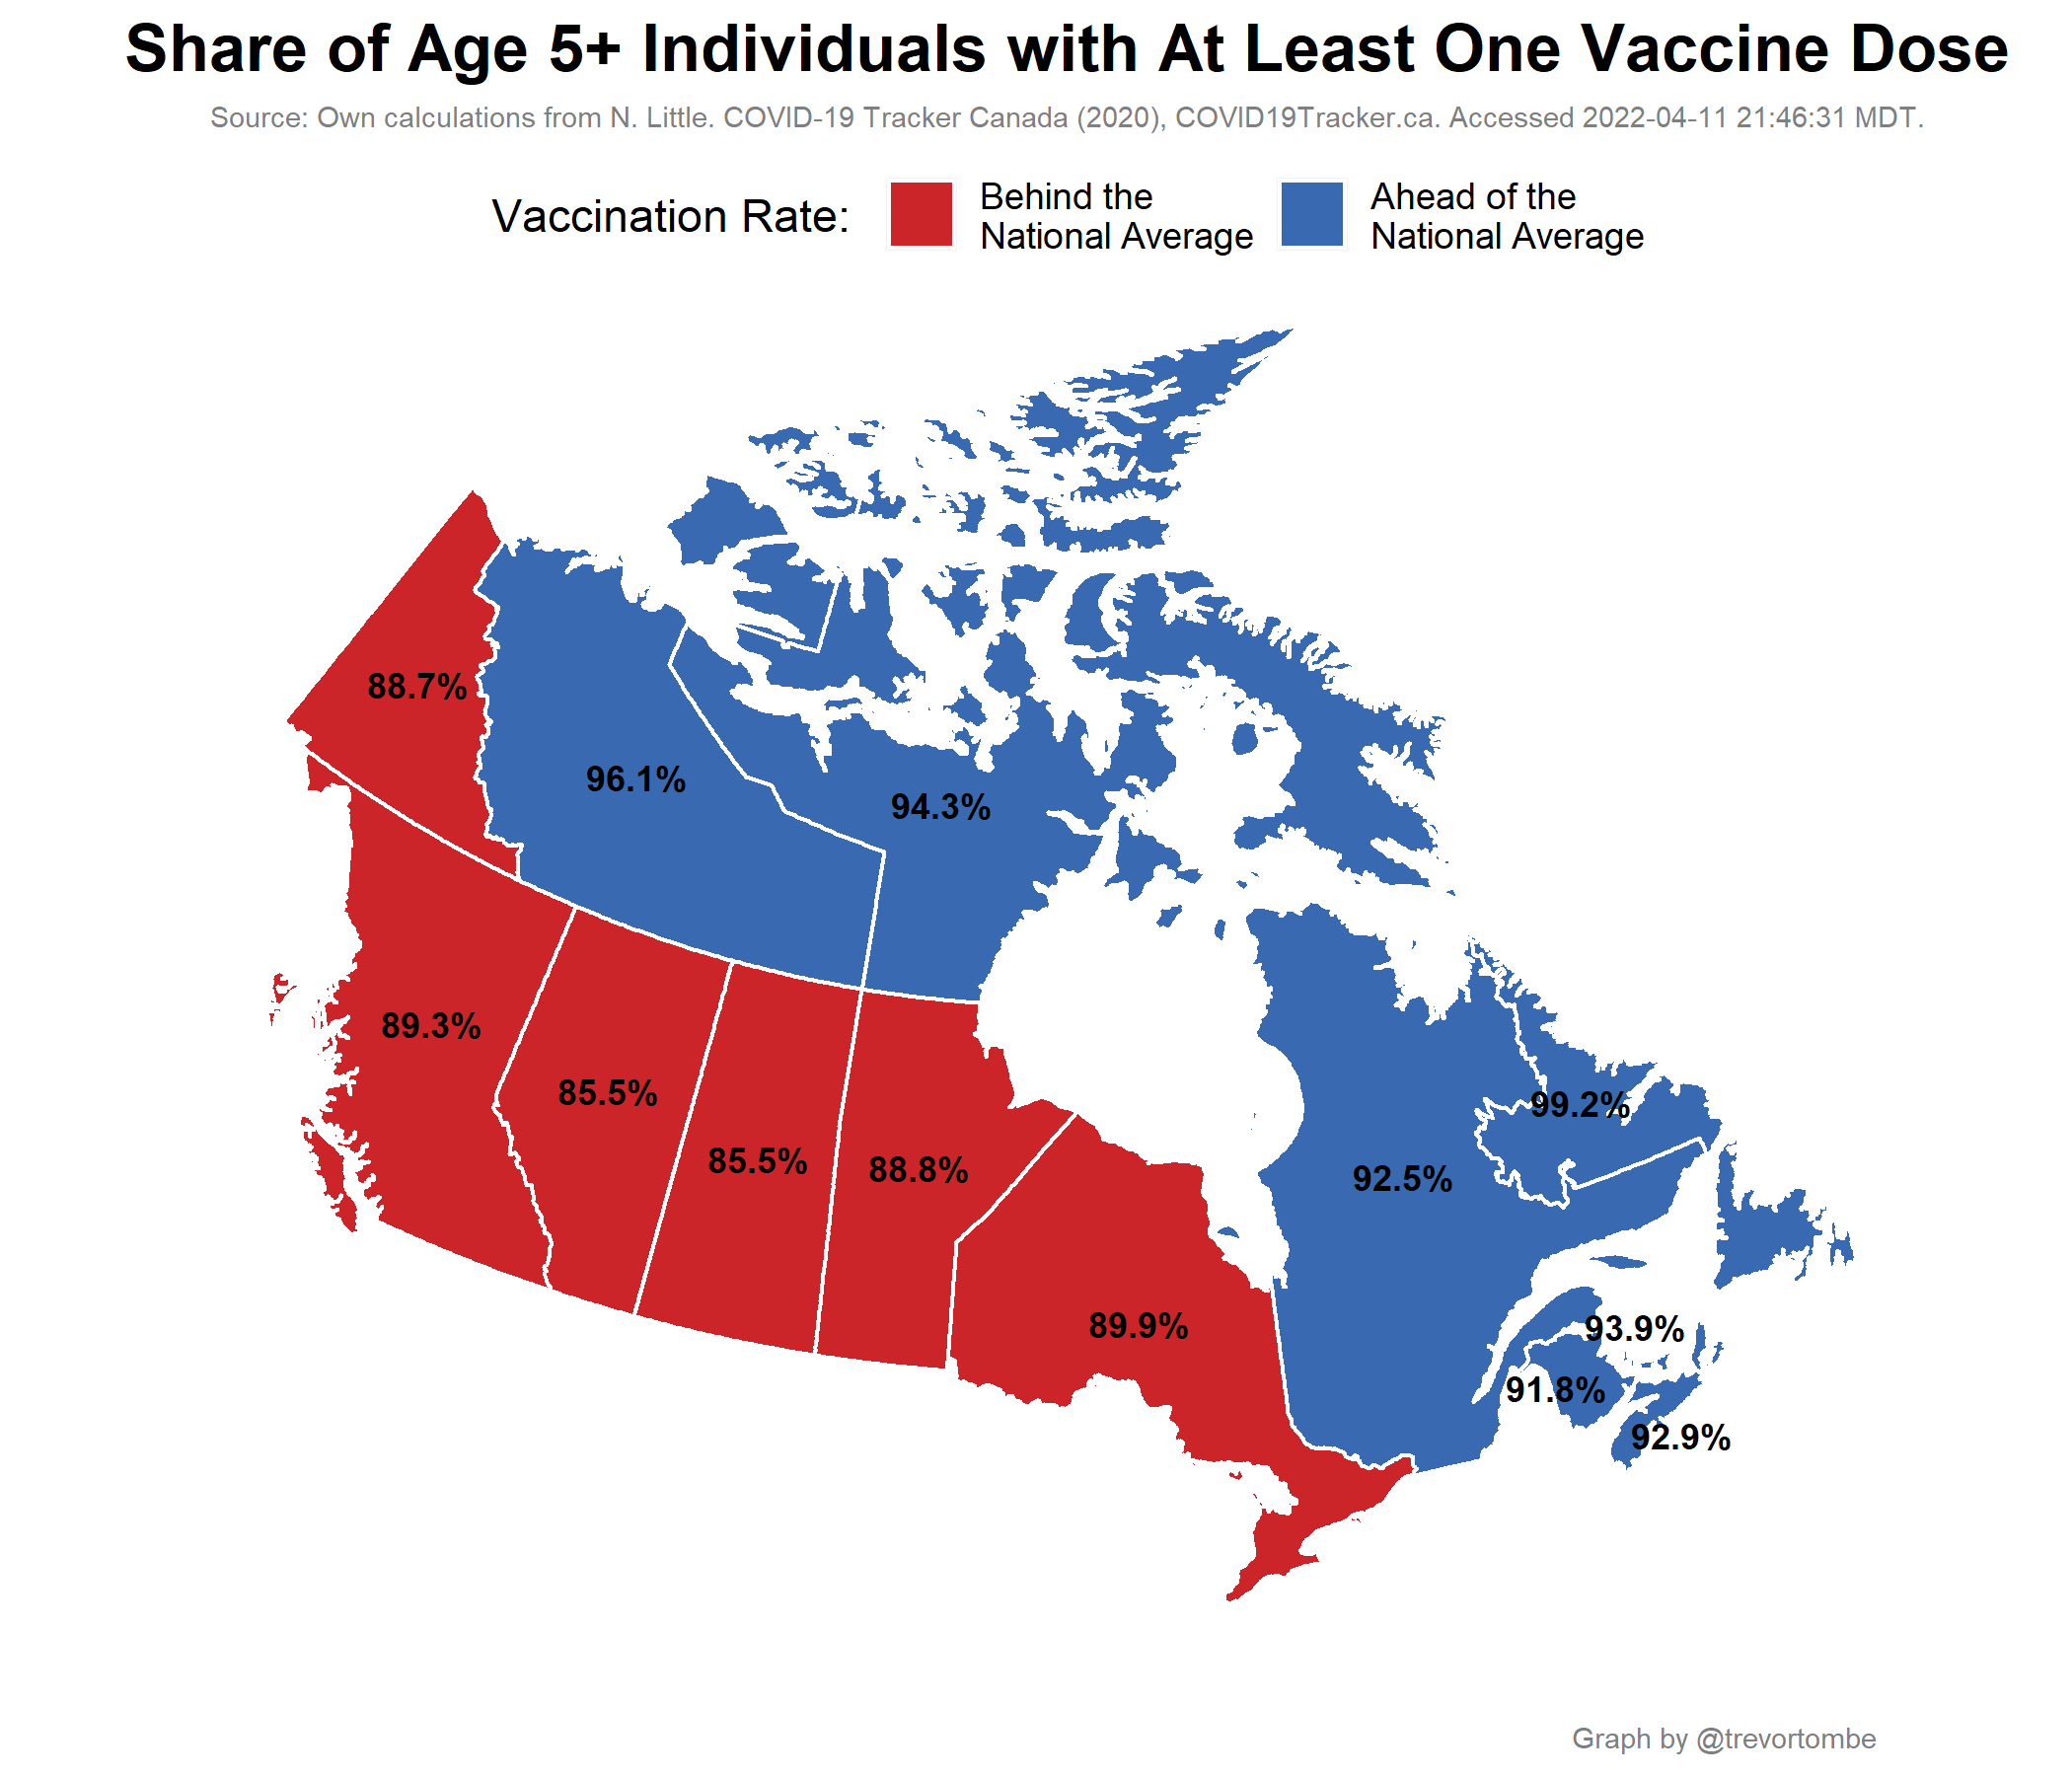 Share of Age 5+ Individuals with At Least One Vaccine Dose
Source: Own calculations from N. Little. COVID-19 Tracker Canada (2020), COVID19Tracker.ca. Accessed 2022-04-11 21:46:31 MDT.
Vaccination Rate:
Behind the
National Average
Ahead of the
National Average
88.7%
96.1%
94.3%
89.3%
85.5%
99.2%
85.5%
88.8%
92.5%
89.9%
93.9%
91.8%
92.9%
Graph by @trevortombe